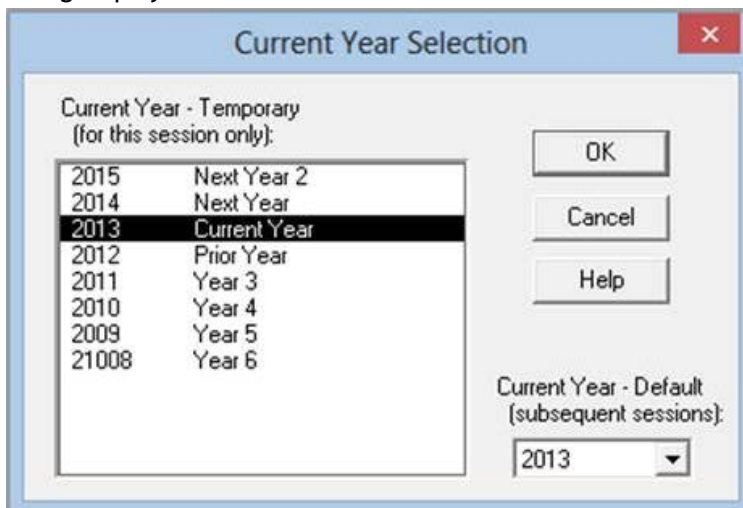 Current Year Selection
Current Year - Temporary
(for this session only):
2015 Next Year 2
2014 Next Year
2013 Current Year
2012 Prior Year
2011 Year 3
2010 Year 4
2009 Year 5
21008 Year 6
OK
Cancel
Help
Current Year - Default
(subsequent sessions):
2013